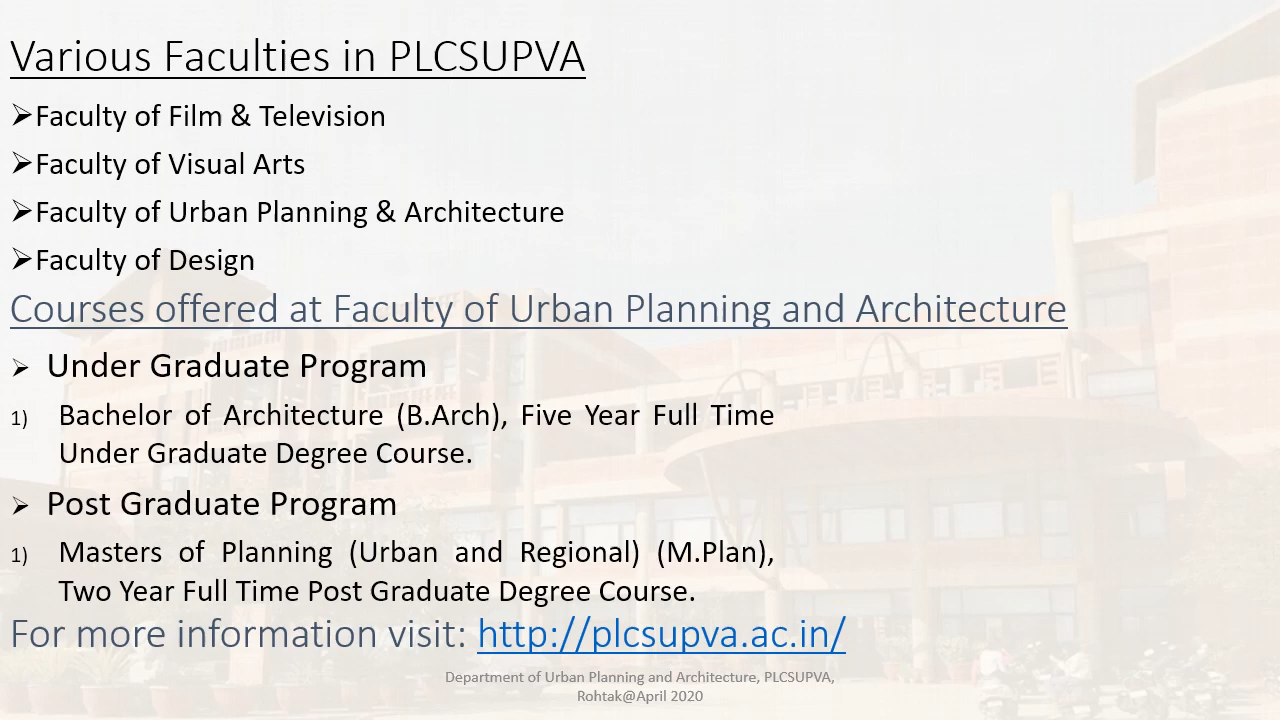 Various Faculties in PLCSUPVA
➢Faculty of Film & Television
➢Faculty of Visual Arts
➢Faculty of Urban Planning & Architecture
➢Faculty of Design
Courses offered at Faculty of Urban Planning and Architecture
➢ Under Graduate Program
1) Bachelor of Architecture (B.Arch), Five Year Full Time
Under Graduate Degree Course.
➢ Post Graduate Program
1) Masters of Planning (Urban and Regional) (M.Plan),
Two Year Full Time Post Graduate Degree Course.
For more information visit: http://plcsupva.ac.in/
Department of Urban Planning and Architecture, PLCSUPVA,
Rohtak@April 2020